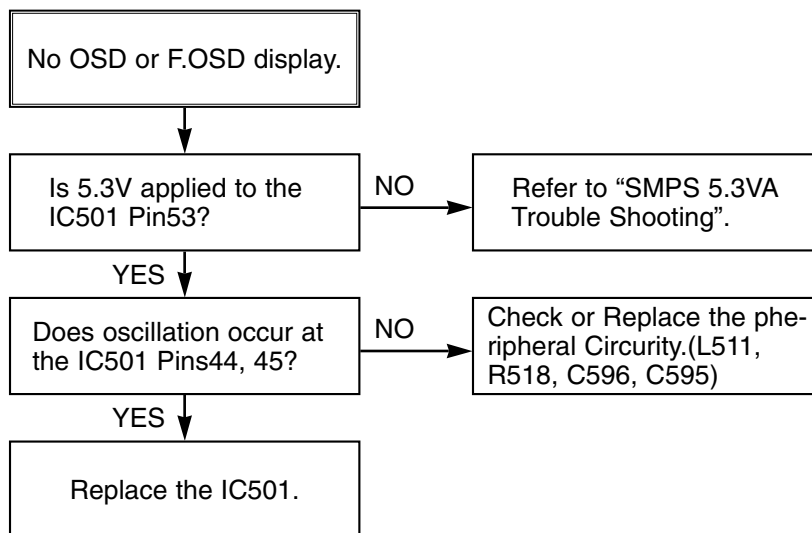 No OSD or F.OSD display.
Is 5.3V applied to the
IC501 Pin53?
NO
Refer to “SMPS 5.3VA
Trouble Shooting”.
YES
Does oscillation occur at
the IC501 Pins44, 45?
NO
Check or Replace the phe-
ripheral Circurity.(L511,
R518, C596, C595)
YES
Replace the IC501.